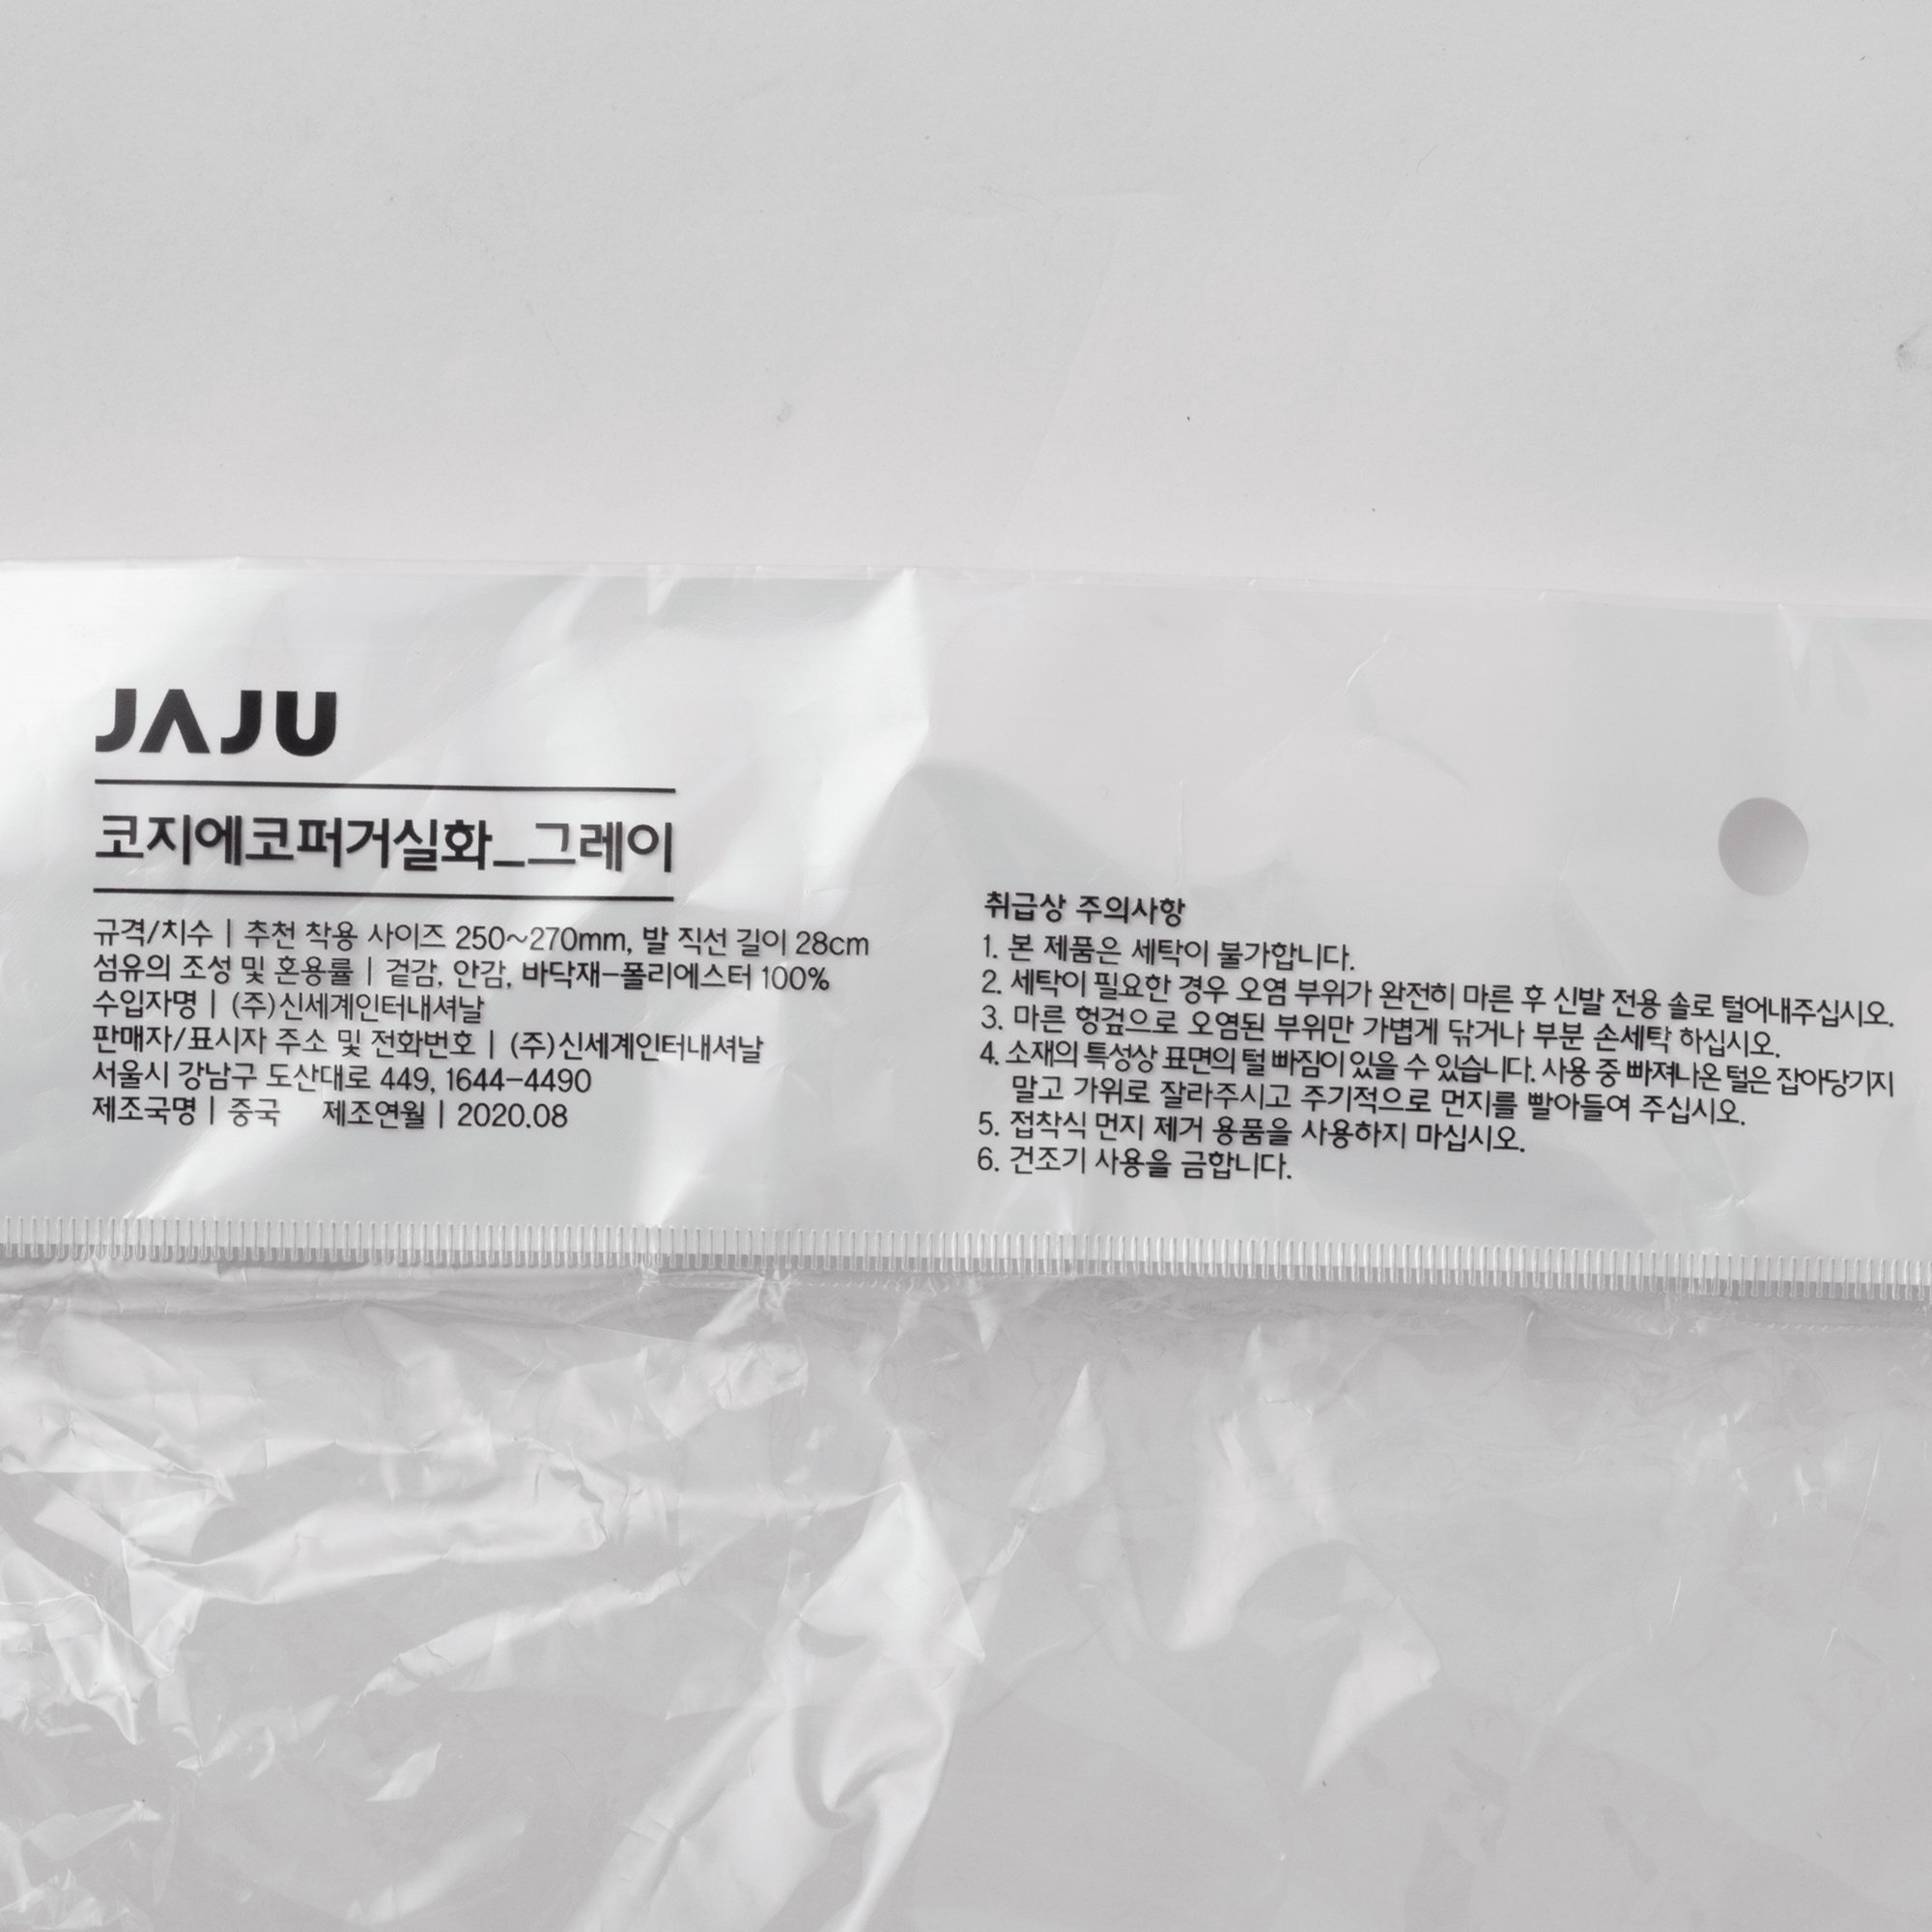 JAJU
코지에코퍼거실화_그레이
규격/치수 | 추천 착용 사이즈 250~270mm, 발 직선 길이 28cm
섬유의 조성 및 혼용률 | 겉감, 안감, 바닥재-폴리에스터 100%
수입자명 | (주)신세계인터내셔날
판매자/표시자 주소 및 전화번호 | (주)신세계인터내셔날
서울시 강남구 도산대로 449, 1644-4490
제조국명 | 중국 제조연월 | 2020.08
취급상 주의사항
1. 본 제품은 세탁이 불가합니다.
2. 세탁이 필요한 경우 오염 부위가 완전히 마른 후 신발 전용 솔로 털어내주십시오.
3. 마른 헝겊으로 오염된 부위만 가볍게 닦거나 부분 손세탁 하십시오.
4. 소재의 특성상 표면의 털 빠짐이 있을 수 있습니다. 사용 중 빠져나온 털은 잡아당기지
말고 가위로 잘라주시고 주기적으로 먼지를 빨아들여 주십시오.
5. 접착식 먼지 제거 용품을 사용하지 마십시오.
6. 건조기 사용을 금합니다.